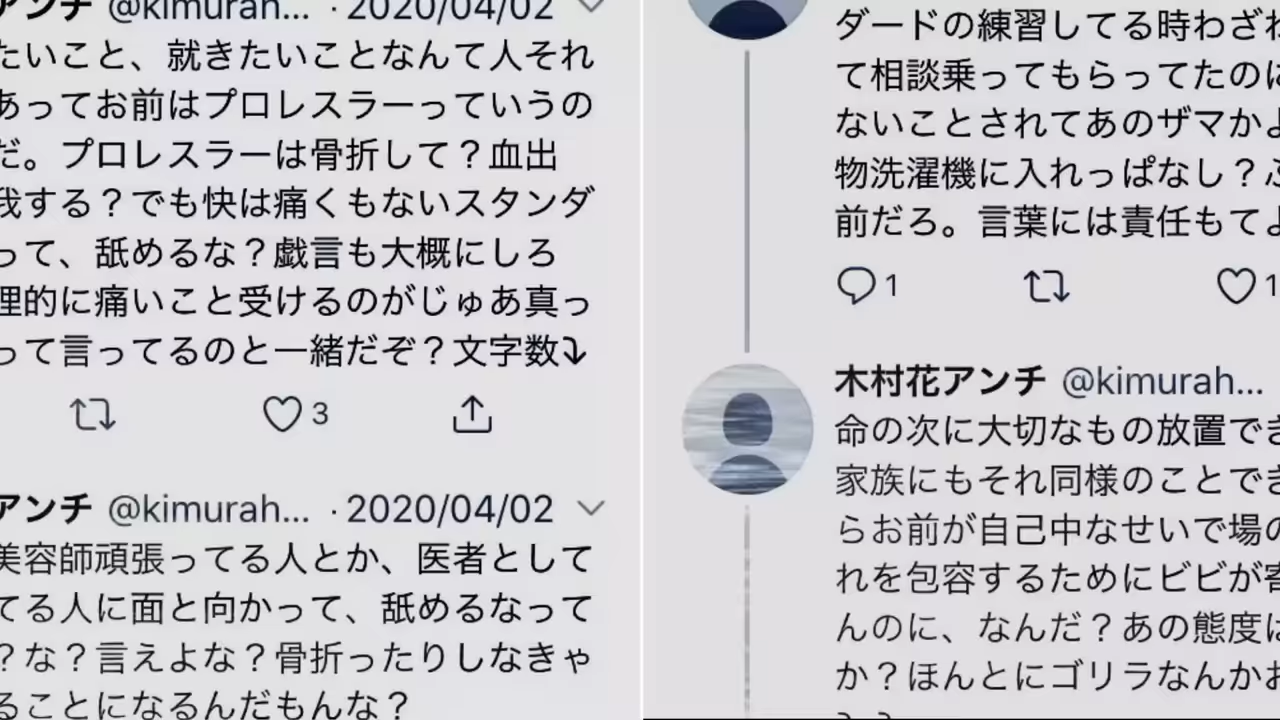 アンチ @kimurah... ·2020/04/02
たいこと、就きたいことなんて人それ
あってお前はプロレスラーっていうの
だ。プロレスラーは骨折して？血出
我する？でも快は痛くもないスタンダ
って、舐めるな？戯言も大概にしろ
理的に痛いこと受けるのがじゅあ真っ
って言ってるのと一緒だぞ？文字数⤵
3
アンチ @kimurah... ·2020/04/02
美容師頑張ってる人とか、医者として
てる人に面と向かって、舐めるなって
？な？言えよな？骨折ったりしなきゃ
ることになるんだもんな？
ダードの練習してる時わざわ
て相談乗ってもらってたのに
ないことされてあのザマかよ
物洗濯機に入れっぱなし？ふ
前だろ。言葉には責任もてよ
1 1
木村花アンチ @kimurah...
命の次に大切なもの放置でき
家族にもそれ同様のことでき
らお前が自己中なせいで場の
れを包容するためにビビが寄
んのに、なんだ？あの態度は
か？ほんとにゴリラなんかお